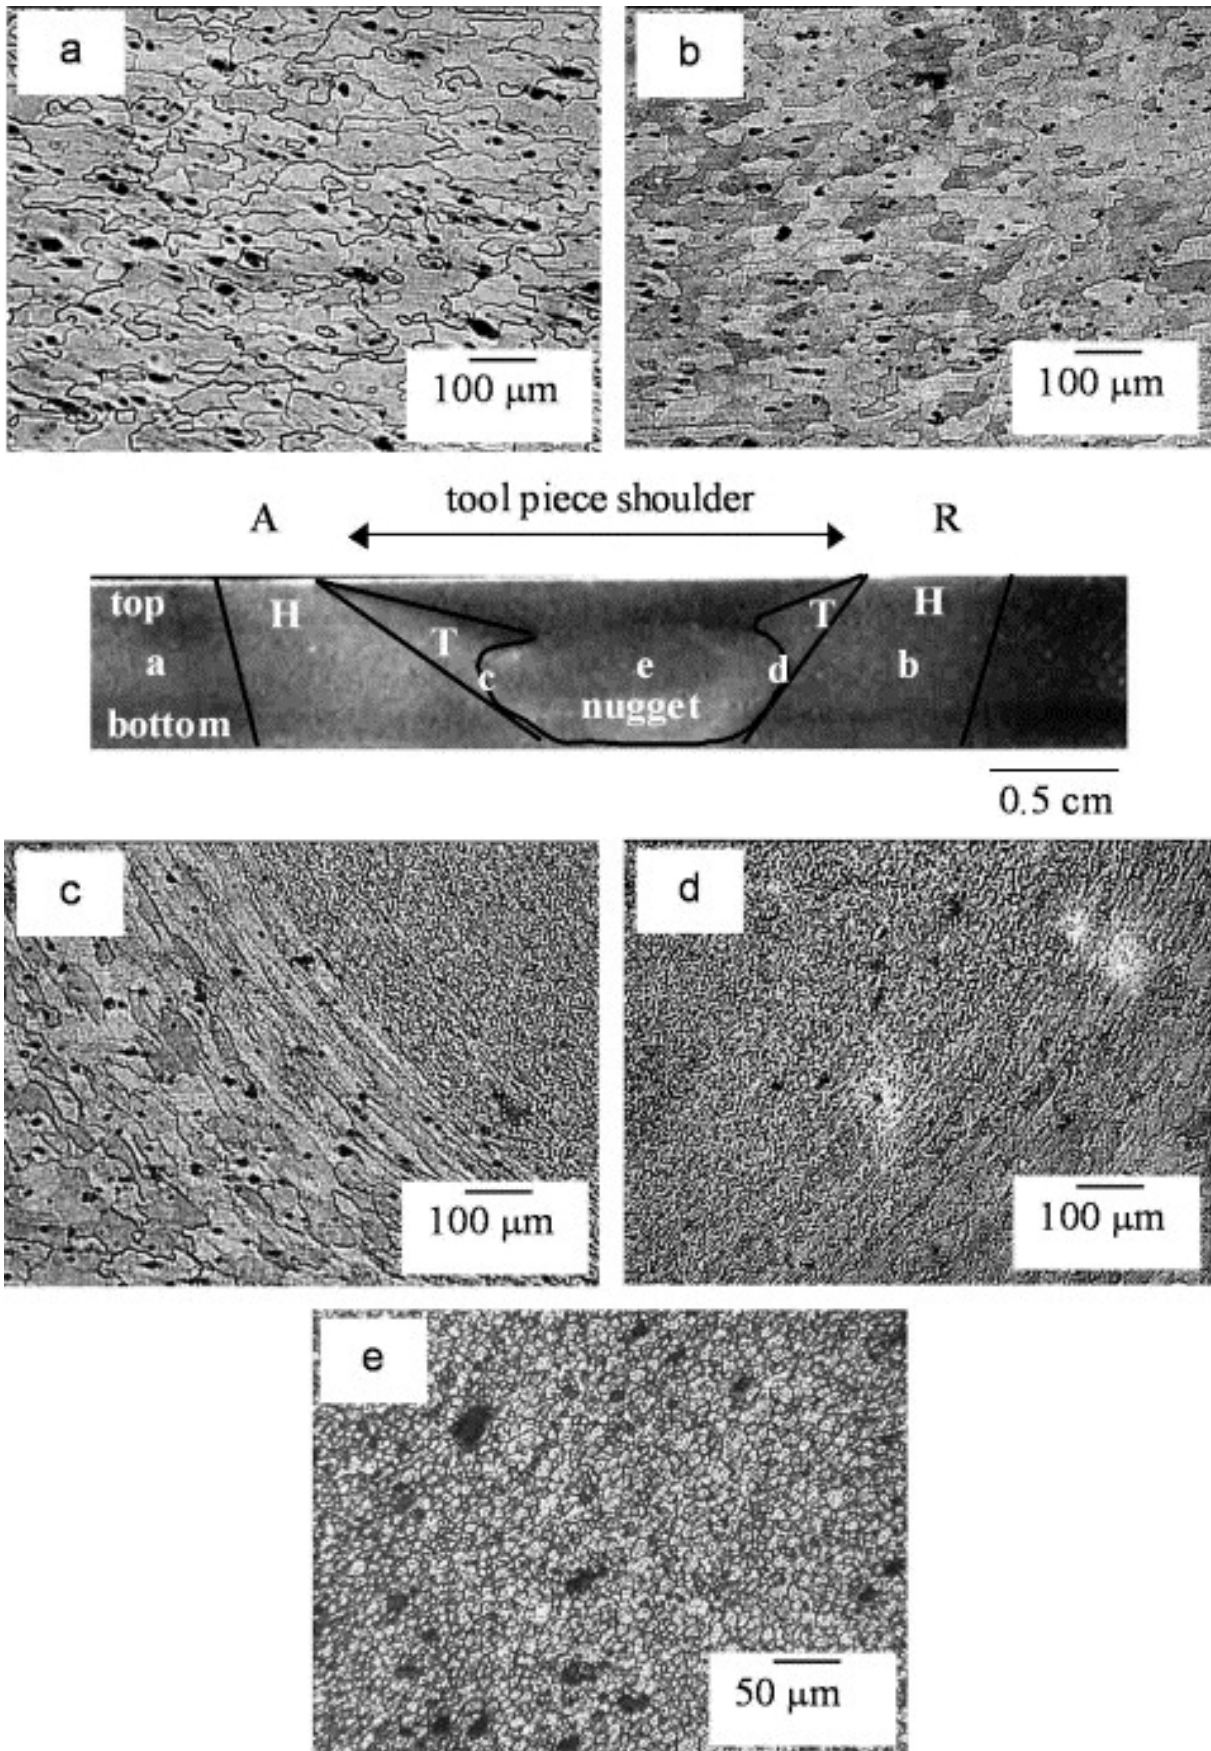 a
b
100 μm
100 μm
tool piece shoulder
A
R
top
H
T
T
H
a
c
e
d
b
bottom
nugget
0.5 cm
c
d
100 μm
100 μm
e
50 μm